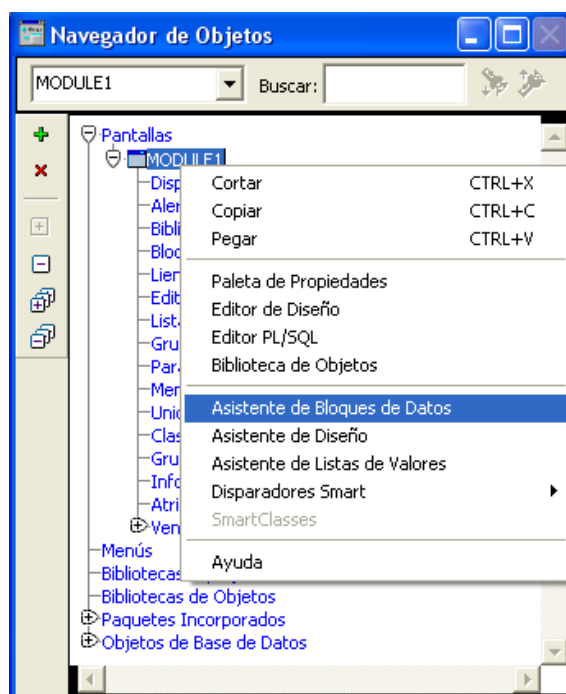 Navegador de Objetos
MODULE1 Buscar:
Pantallas
MODULE1
Cortar CTRL+X
Copiar CTRL+C
Pegar CTRL+V
Paleta de Propiedades
Editor de Diseño
Editor PL/SQL
Biblioteca de Objetos
Asistente de Bloques de Datos
Asistente de Diseño
Asistente de Listas de Valores
Disparadores Smart
SmartClasses
Ayuda
Disp
Aler
Bibli
Bloq
Lien
Edit
List
Gru
Par
Men
Unid
Clas
Gru
Info
Atri
Ven
Menús
Bibliotecas
Bibliotecas de Objetos
Paquetes Incorporados
Objetos de Base de Datos